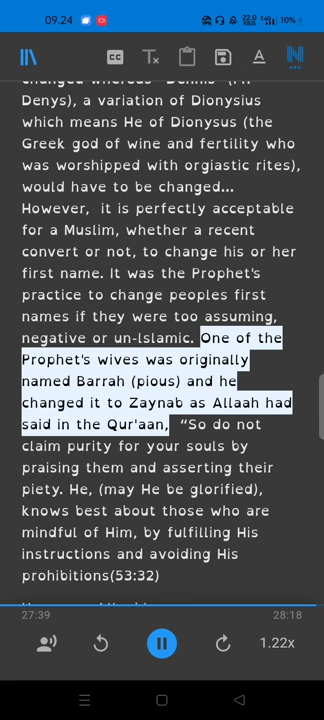 09.24
22.0
KB/S
10%
CC
changed whereas "Dennis" (Fr.
Denys), a variation of Dionysius
which means He of Dionysus (the
Greek god of wine and fertility who
was worshipped with orgiastic rites),
would have to be changed...
However, it is perfectly acceptable
for a Muslim, whether a recent
convert or not, to change his or her
first name. It was the Prophet's
practice to change peoples first
names if they were too assuming,
negative or un-Islamic. One of the
Prophet's wives was originally
named Barrah (pious) and he
changed it to Zaynab as Allaah had
said in the Qur'aan, "So do not
claim purity for your souls by
praising them and asserting their
piety. He, (may He be glorified),
knows best about those who are
mindful of Him, by fulfilling His
instructions and avoiding His
prohibitions(53:32)
27:39
28:18
1.22x